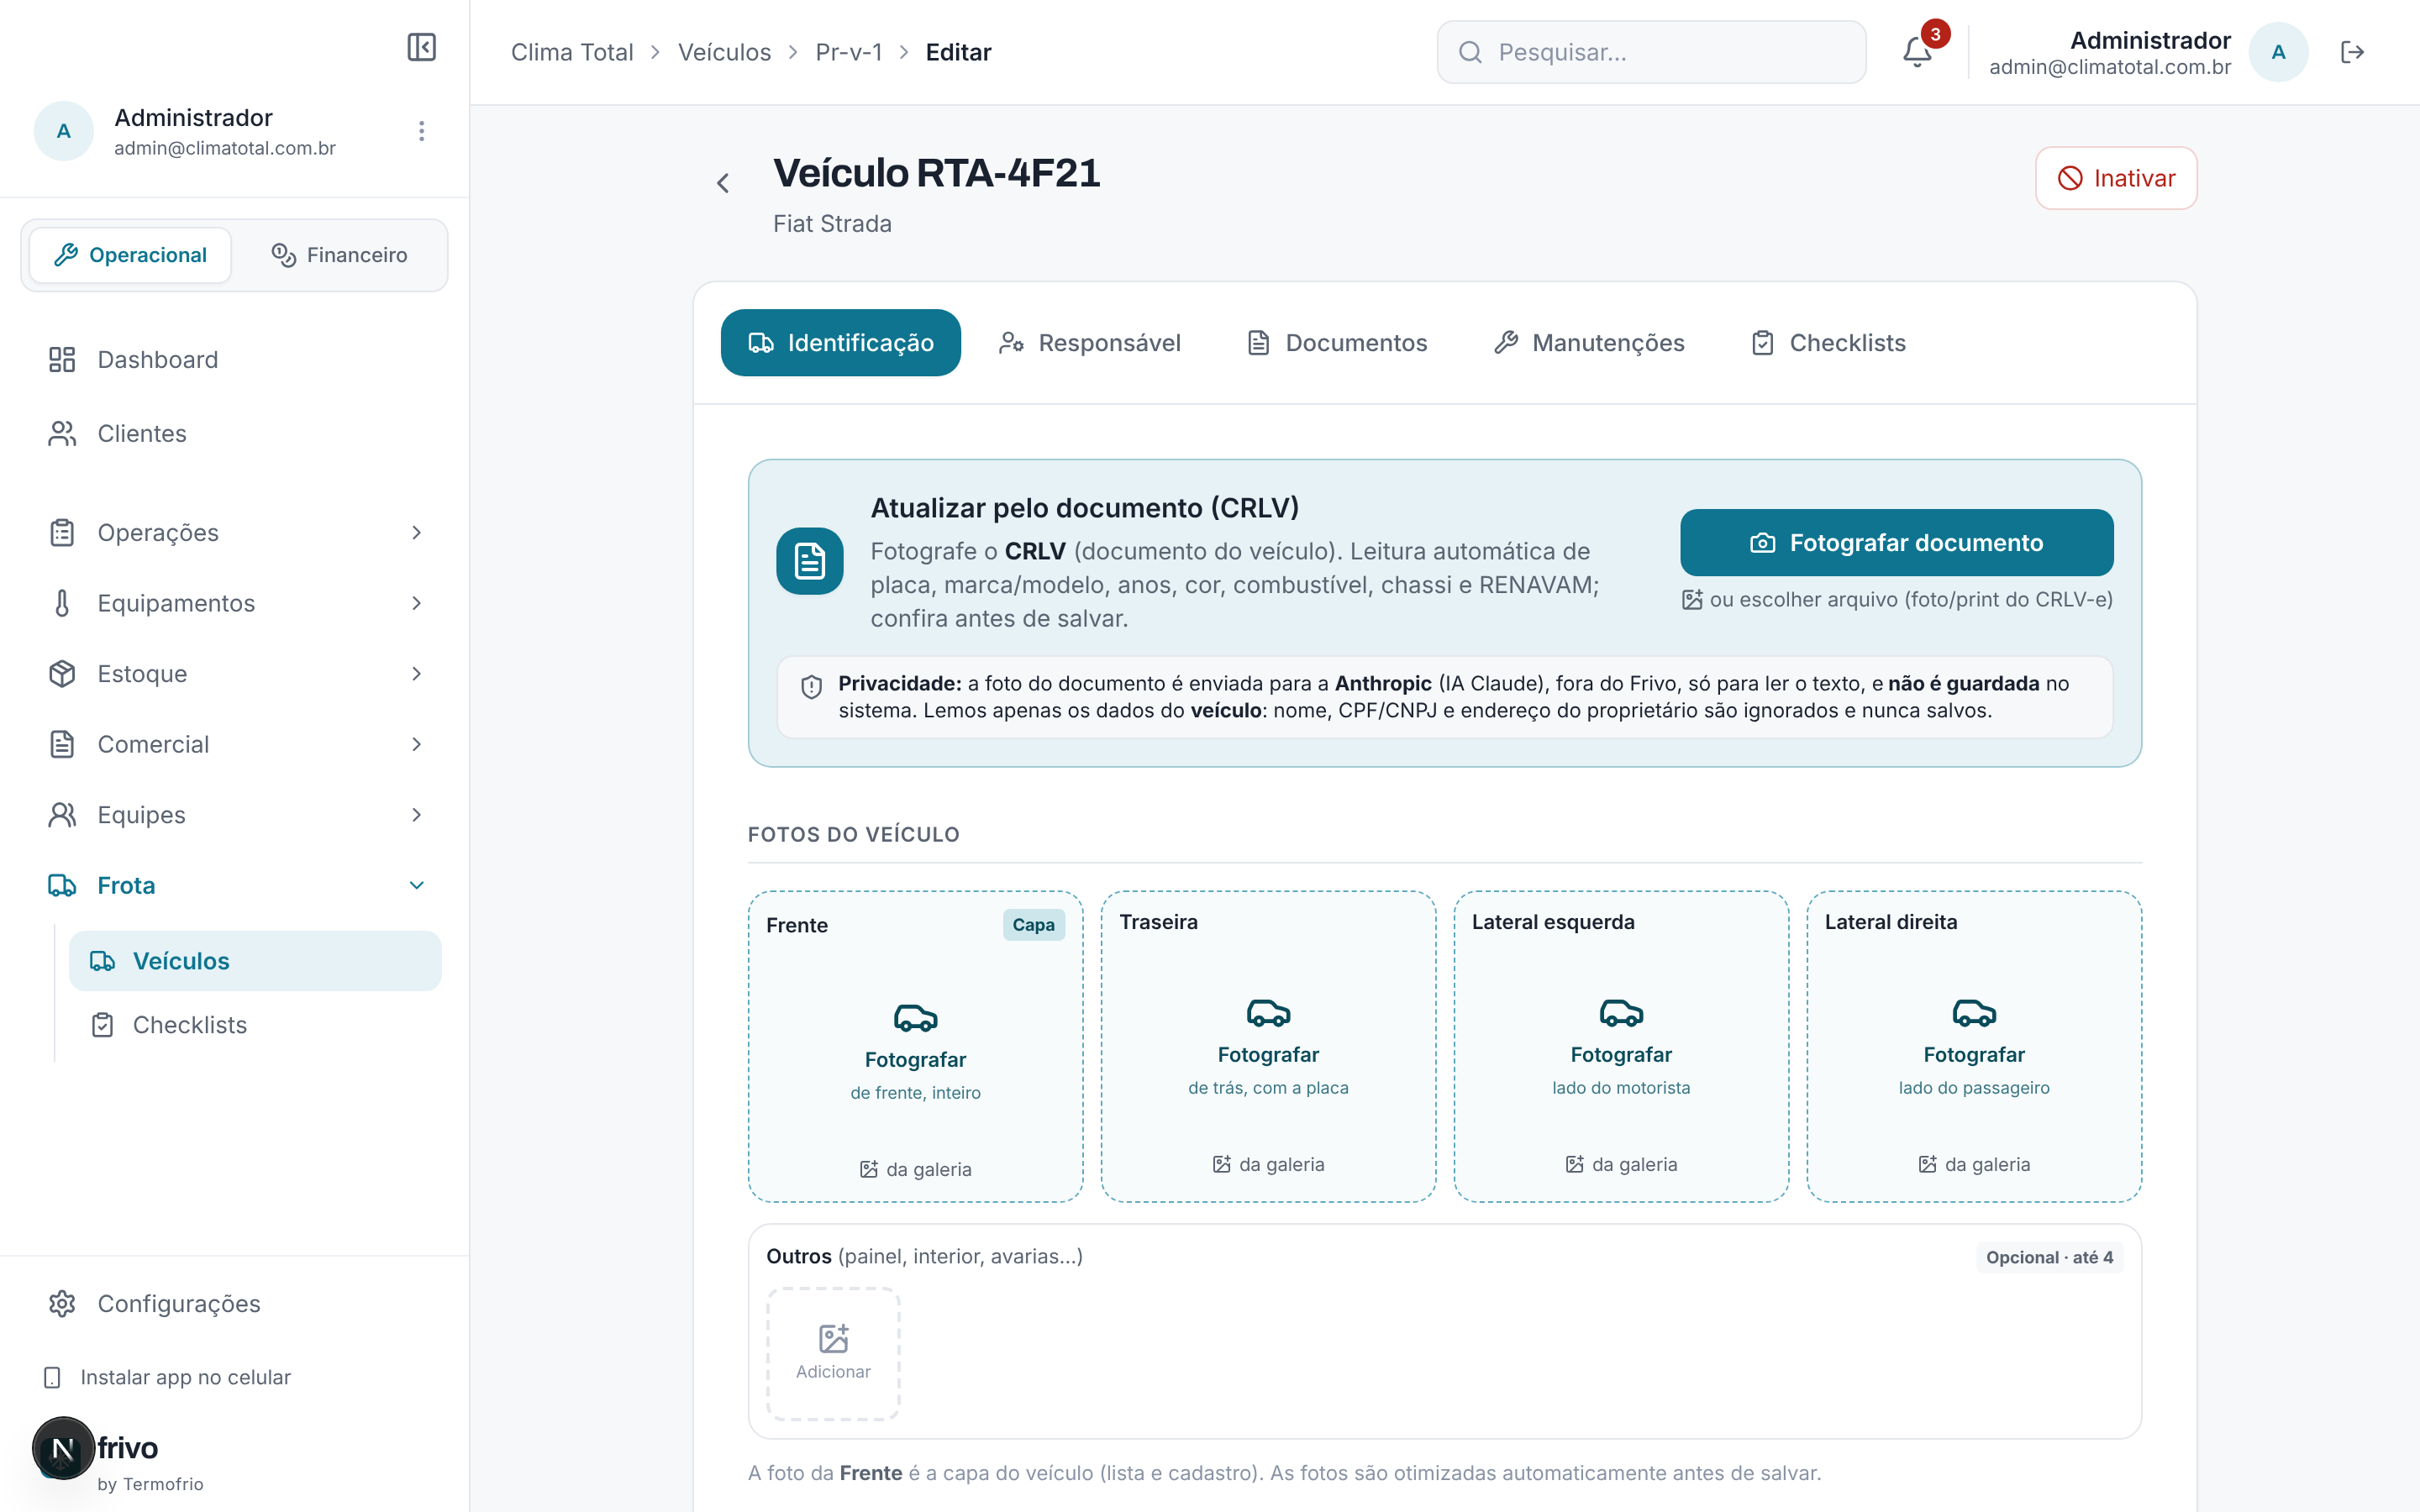 Administrador
admin@climatotal.com.br
A
Operacional
Financeiro
Dashboard
Clientes
Operações
Equipamentos
Estoque
Comercial
Equipes
Frota
Veículos
Checklists
Configurações
Instalar app no celular
N
frivo
by Termofrio
Clima Total > Veículos > Pr-v-1 > Editar
Pesquisar...
3
Administrador
admin@climatotal.com.br
A
Veículo RTA-4F21
Fiat Strada
Inativar
Identificação
Responsável
Documentos
Manutenções
Checklists
Atualizar pelo documento (CRLV)
Fotografe o CRLV (documento do veículo). Leitura automática de
placa, marca/modelo, anos, cor, combustível, chassi e RENAVAM;
confira antes de salvar.
Fotografar documento
ou escolher arquivo (foto/print do CRLV-e)
Privacidade: a foto do documento é enviada para a Anthropic (IA Claude), fora do Frivo, só para ler o texto, e não é guardada no
sistema. Lemos apenas os dados do veículo: nome, CPF/CNPJ e endereço do proprietário são ignorados e nunca salvos.
FOTOS DO VEÍCULO
Frente
Capa
Fotografar
de frente, inteiro
da galeria
Traseira
Fotografar
de trás, com a placa
da galeria
Lateral esquerda
Fotografar
lado do motorista
da galeria
Lateral direita
Fotografar
lado do passageiro
da galeria
Outros (painel, interior, avarias...)
Opcional · até 4
Adicionar
A foto da Frente é a capa do veículo (lista e cadastro). As fotos são otimizadas automaticamente antes de salvar.